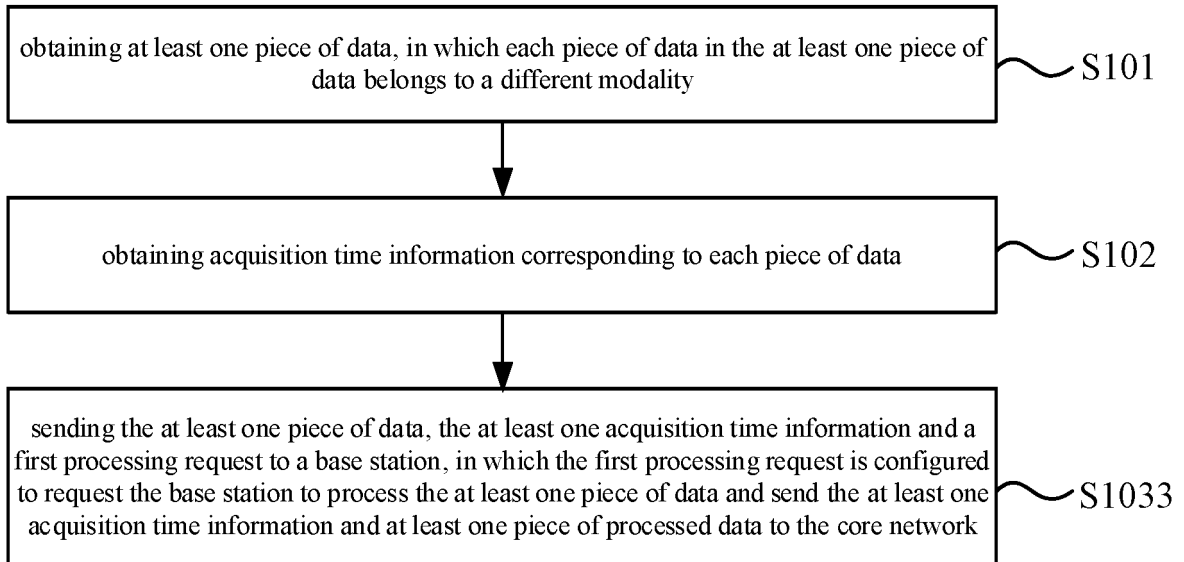 obtaining at least one piece of data, in which each piece of data in the at least one piece of
data belongs to a different modality
S101
obtaining acquisition time information corresponding to each piece of data
S102
sending the at least one piece of data, the at least one acquisition time information and a
first processing request to a base station, in which the first processing request is configured
to request the base station to process the at least one piece of data and send the at least one
acquisition time information and at least one piece of processed data to the core network
S1033